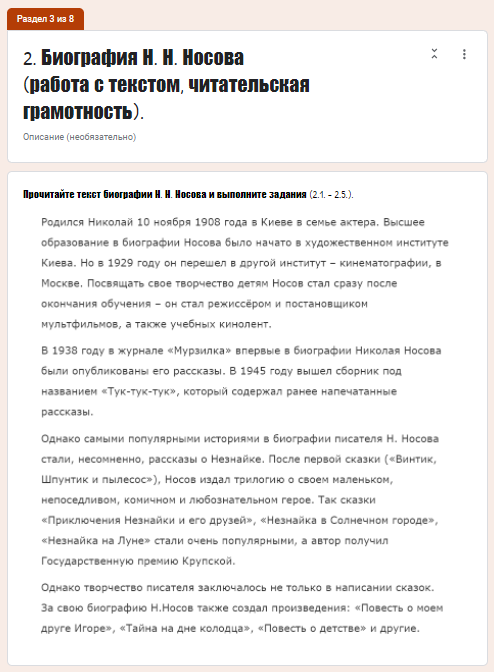 Раздел 3 из 8
2. Биография Н. Н. Носова
(работа с текстом, читательская
грамотность).
Описание (необязательно)
Прочитайте текст биографии Н. Н. Носова и выполните задания (2.1. – 2.5.).
Родился Николай 10 ноября 1908 года в Киеве в семье актера. Высшее
образование в биографии Носова было начато в художественном институте
Киева. Но в 1929 году он перешел в другой институт – кинематографии, в
Москве. Посвящать свое творчество детям Носов стал сразу после
окончания обучения – он стал режиссёром и постановщиком
мультфильмов, а также учебных кинолент.
В 1938 году в журнале «Мурзилка» впервые в биографии Николая Носова
были опубликованы его рассказы. В 1945 году вышел сборник под
названием «Тук-тук-тук», который содержал ранее напечатанные
рассказы.
Однако самыми популярными историями в биографии писателя Н. Носова
стали, несомненно, рассказы о Незнайке. После первой сказки («Винтик,
Шпунтик и пылесос»), Носов издал трилогию о своем маленьком,
непоседливом, комичном и любознательном герое. Так сказки
«Приключения Незнайки и его друзей», «Незнайка в Солнечном городе»,
«Незнайка на Луне» стали очень популярными, а автор получил
Государственную премию Крупской.
Однако творчество писателя заключалось не только в написании сказок.
За свою биографию Н.Носов также создал произведения: «Повесть о моем
друге Игоре», «Тайна на дне колодца», «Повесть о детстве» и другие.